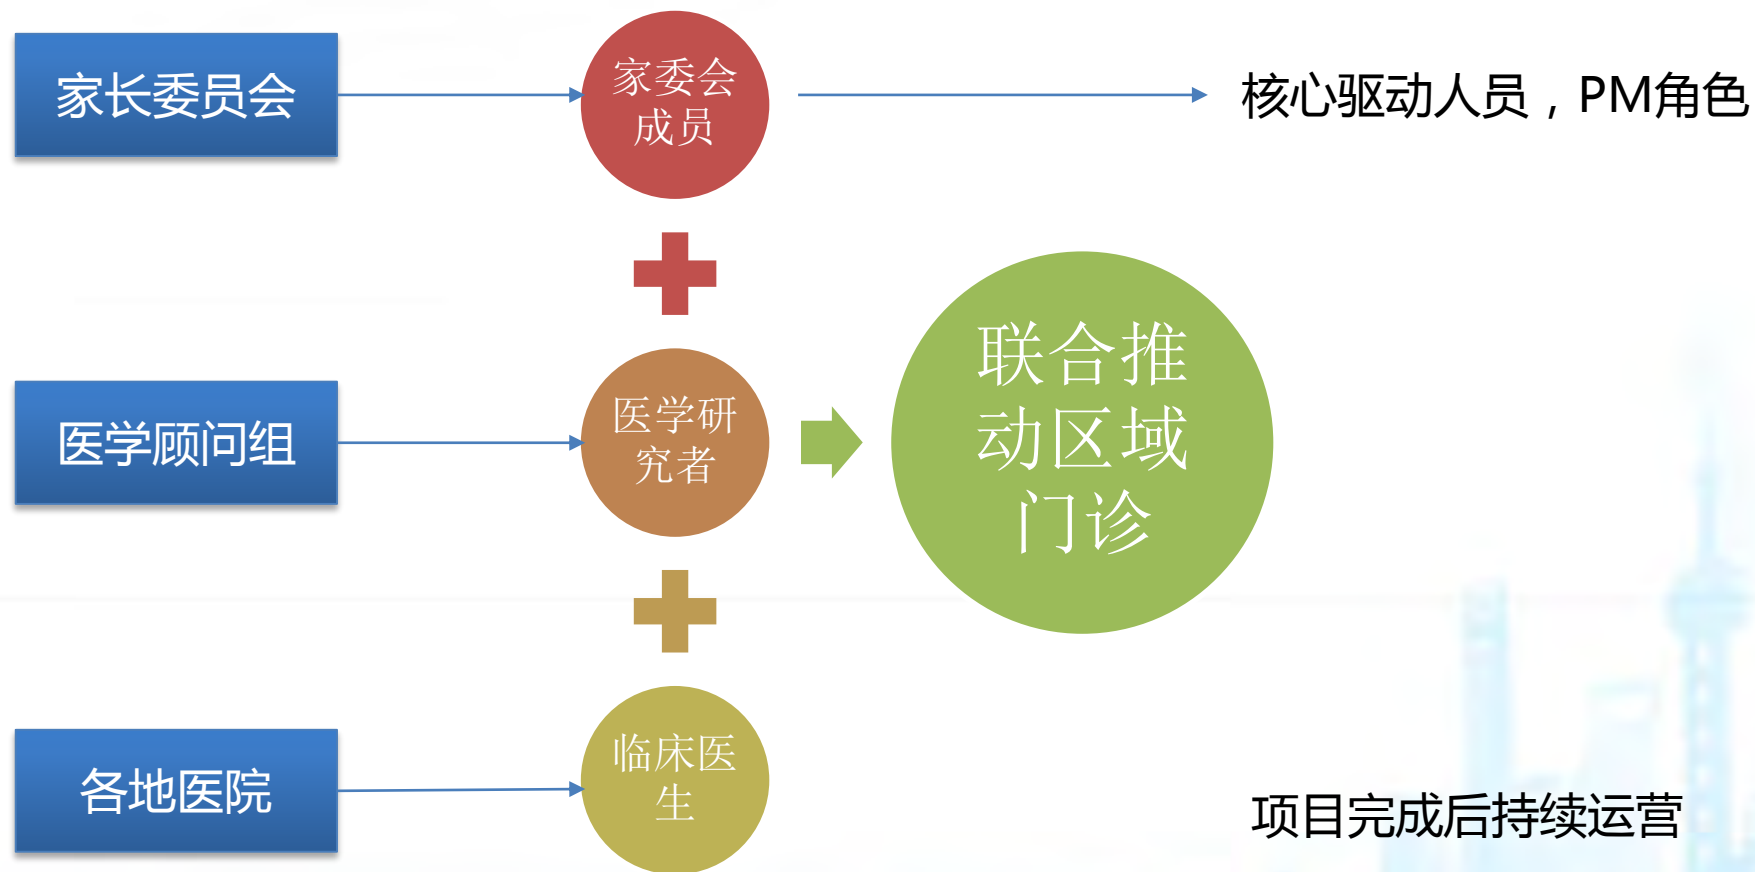 家长委员会
家委会
成员
核心驱动人员，PM角色
医学顾问组
医学研
究者
联合推
动区域
门诊
各地医院
临床医
生
项目完成后持续运营